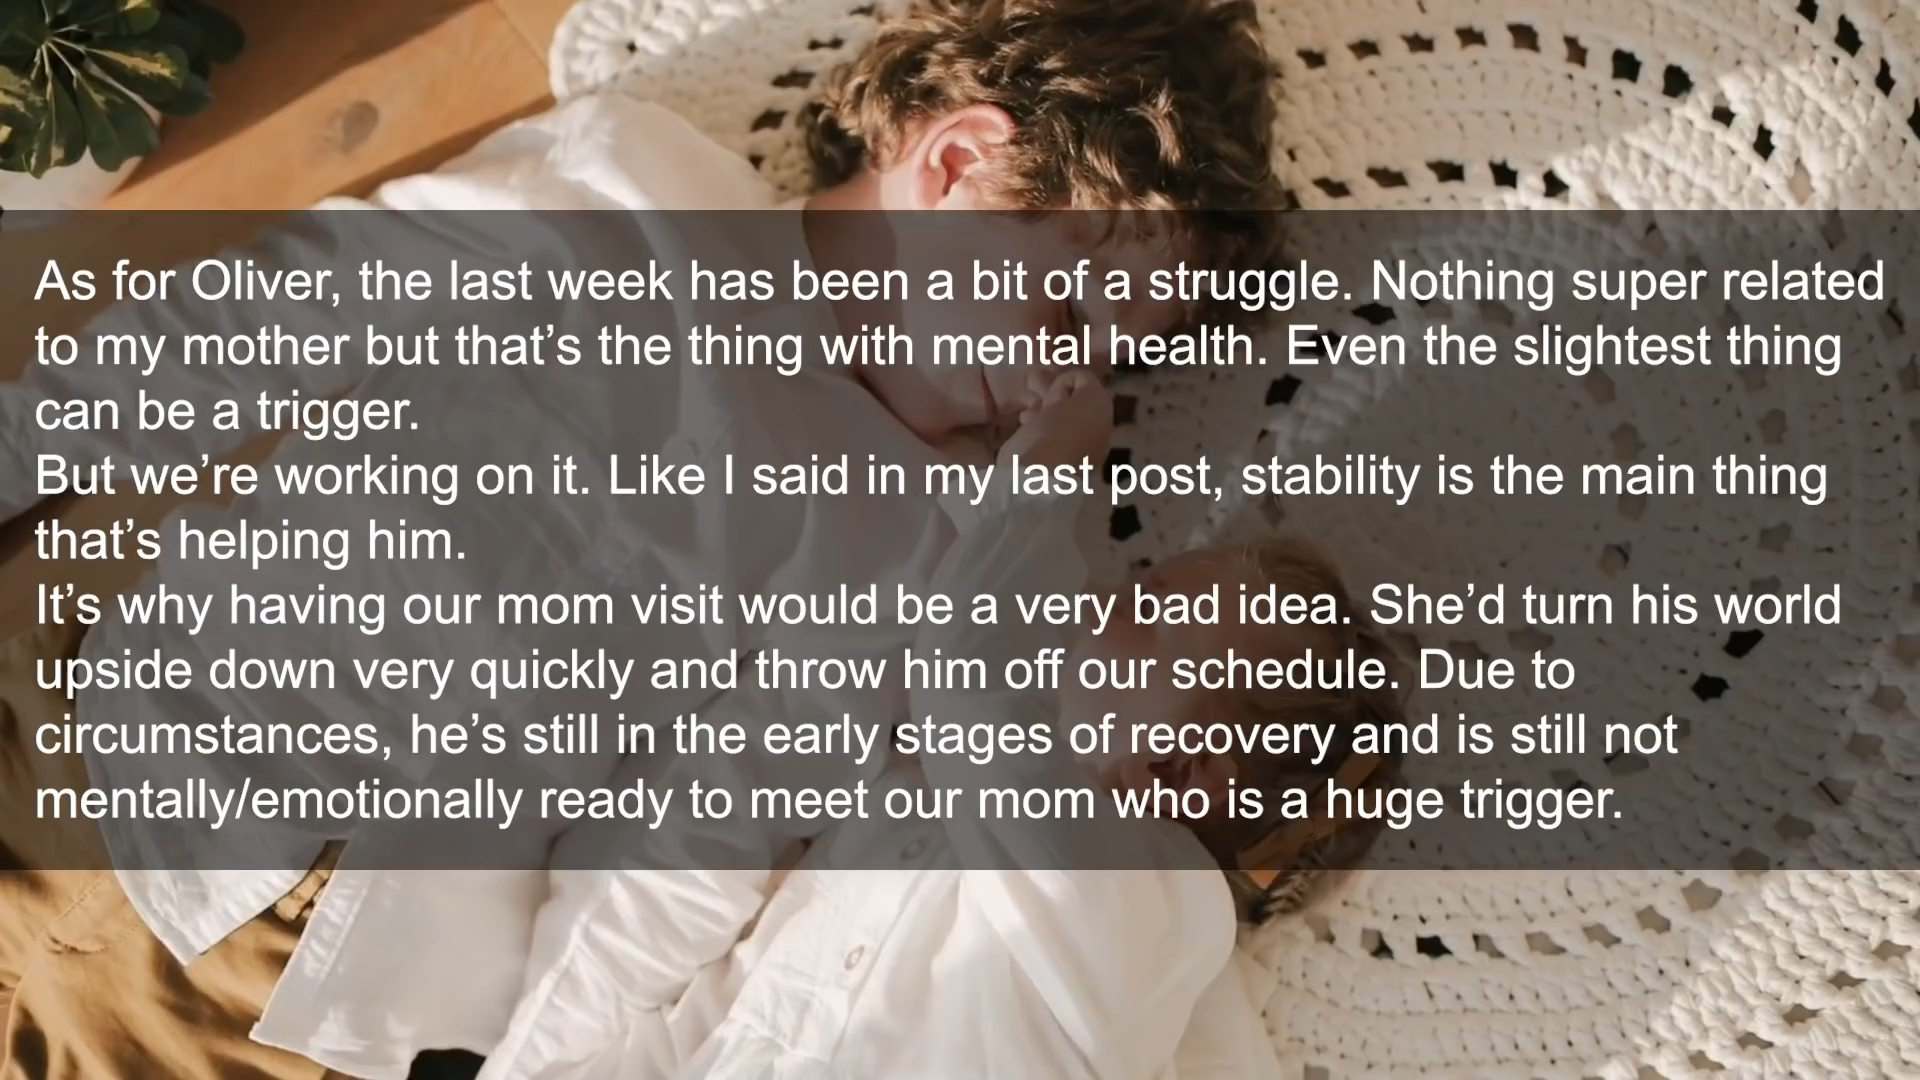 As for Oliver, the last week has been a bit of a struggle. Nothing super related
to my mother but that’s the thing with mental health. Even the slightest thing
can be a trigger.
But we’re working on it. Like I said in my last post, stability is the main thing
that’s helping him.
It’s why having our mom visit would be a very bad idea. She’d turn his world
upside down very quickly and throw him off our schedule. Due to
circumstances, he’s still in the early stages of recovery and is still not
mentally/emotionally ready to meet our mom who is a huge trigger.